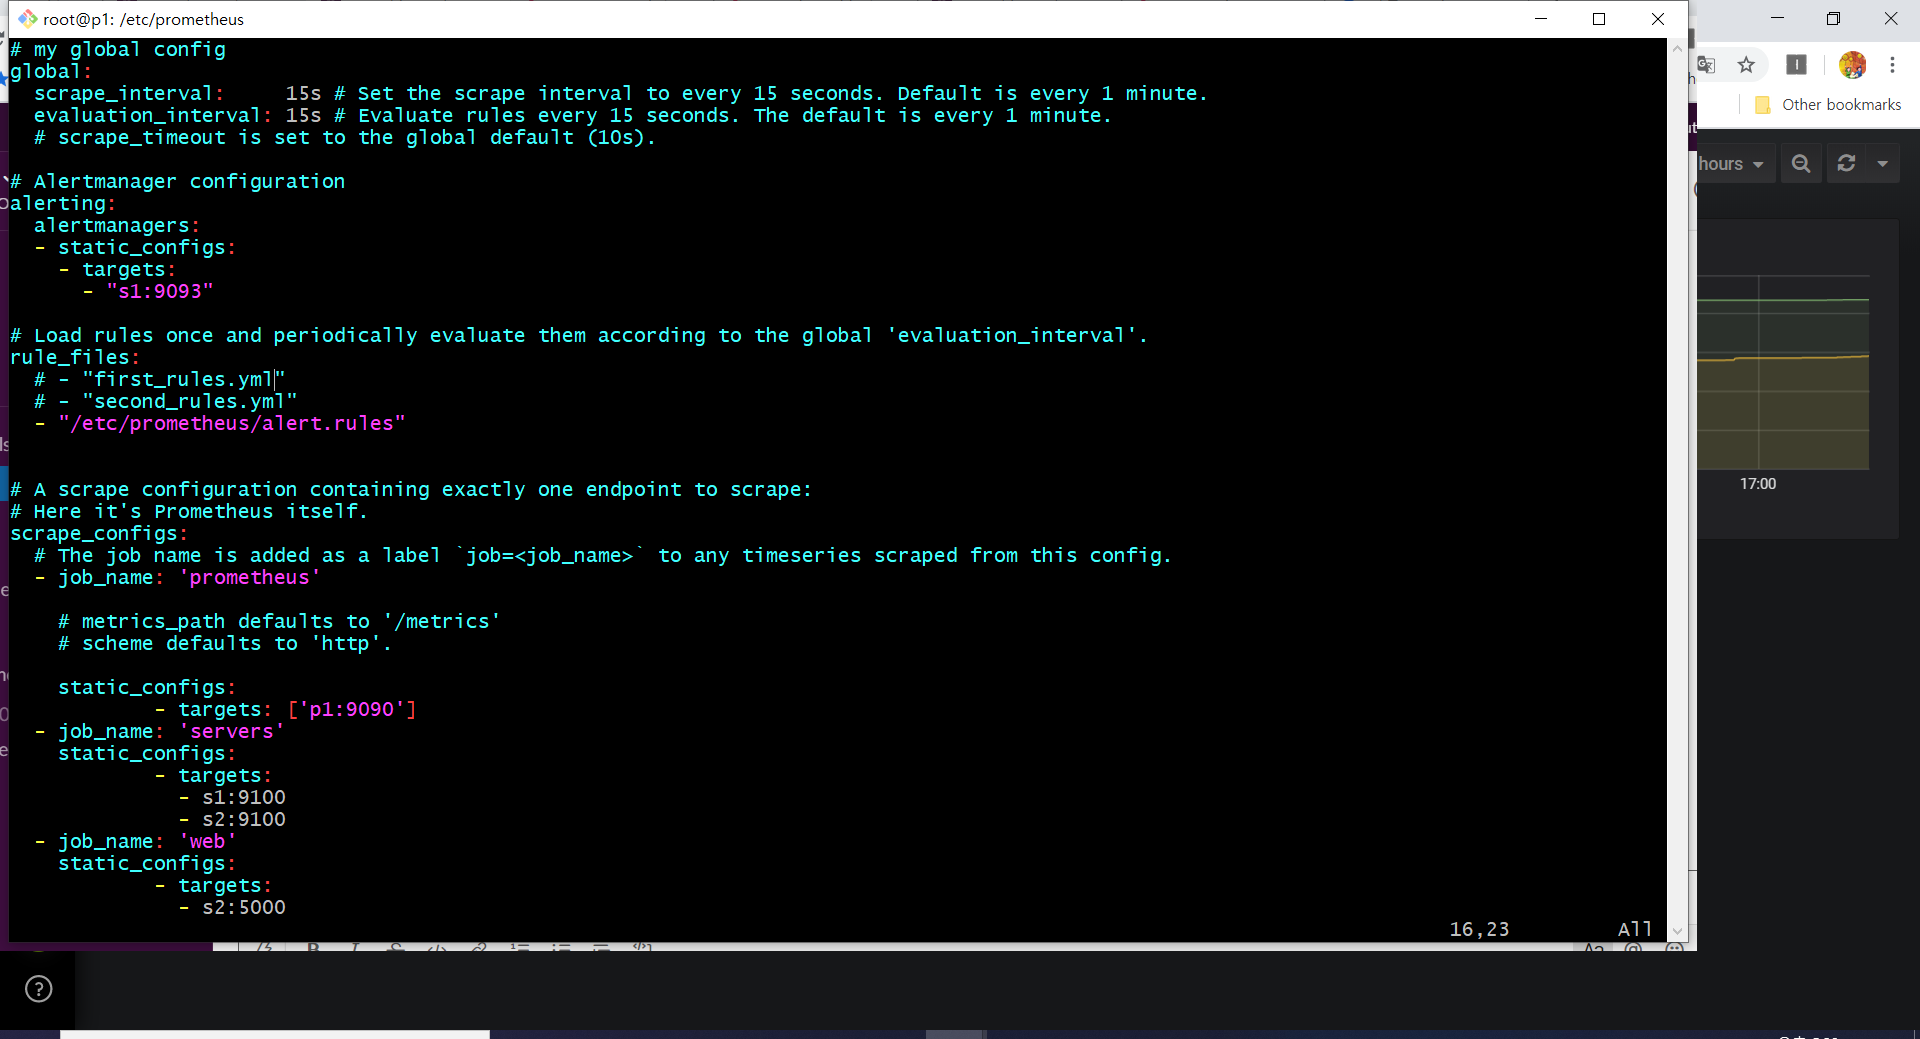 root@p1: /etc/prometheus
# my global config
global:
  scrape_interval:     15s # Set the scrape interval to every 15 seconds. Default is every 1 minute.
  evaluation_interval: 15s # Evaluate rules every 15 seconds. The default is every 1 minute.
  # scrape_timeout is set to the global default (10s).
# Alertmanager configuration
alerting:
  alertmanagers:
  - static_configs:
    - targets:
      - "s1:9093"
# Load rules once and periodically evaluate them according to the global 'evaluation_interval'.
rule_files:
  # - "first_rules.yml"
  # - "second_rules.yml"
  - "/etc/prometheus/alert.rules"
# A scrape configuration containing exactly one endpoint to scrape:
# Here it's Prometheus itself.
scrape_configs:
  # The job name is added as a label `job=<job_name>` to any timeseries scraped from this config.
  - job_name: 'prometheus'
    # metrics_path defaults to '/metrics'
    # scheme defaults to 'http'.
    static_configs:
            - targets: ['p1:9090']
  - job_name: 'servers'
    static_configs:
            - targets:
              - s1:9100
              - s2:9100
  - job_name: 'web'
    static_configs:
            - targets:
              - s2:5000
16,23 All
Other bookmarks
hours
17:00